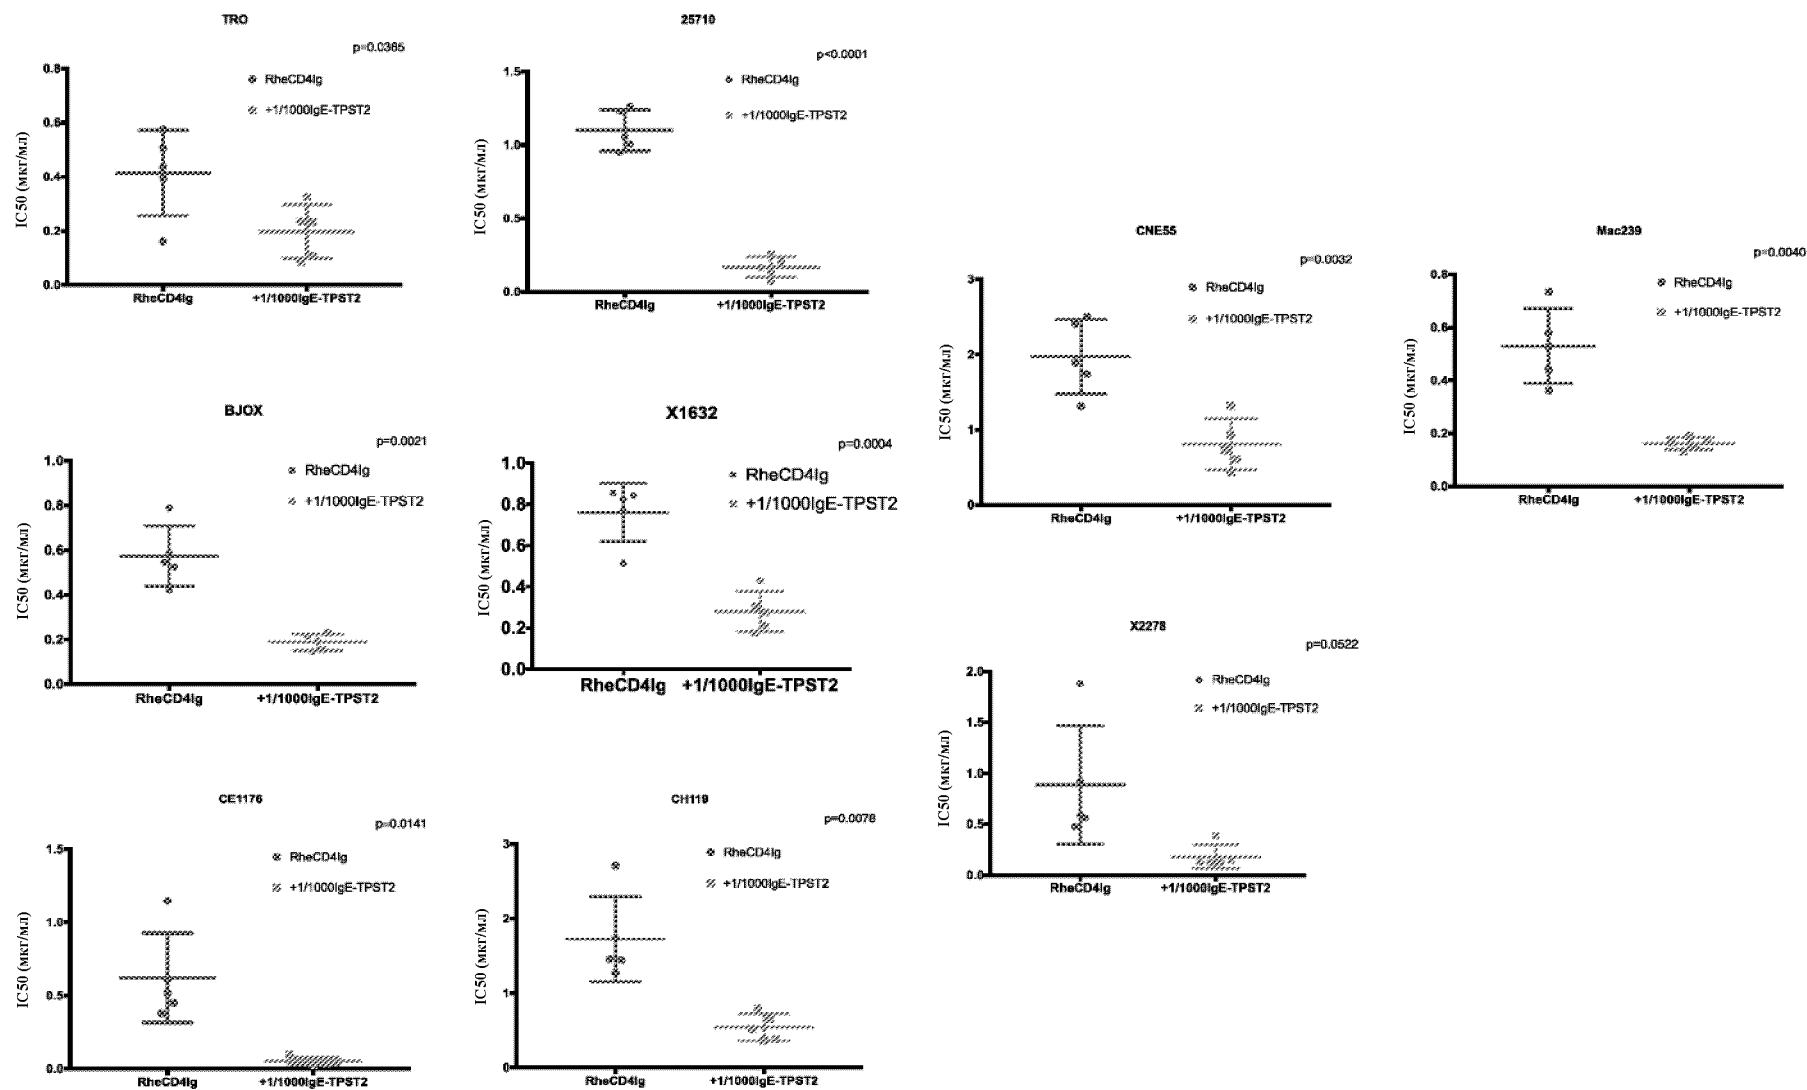 TRO
p=0.0365
RheCD4Ig
+1/1000IgE-TPST2
IC50 (мкг/мл)
0.8
0.6
0.4
0.2
0.0
RheCD4Ig +1/1000IgE-TPST2
25710
p<0.0001
RheCD4Ig
+1/1000IgE-TPST2
IC50 (мкг/мл)
1.5
1.0
0.5
0.0
RheCD4Ig +1/1000IgE-TPST2
CNE55
p=0.0032
RheCD4Ig
+1/1000IgE-TPST2
IC50 (мкг/мл)
3
2
1
0
RheCD4Ig +1/1000IgE-TPST2
Mac239
p=0.0040
RheCD4Ig
+1/1000IgE-TPST2
IC50 (мкг/мл)
0.8
0.6
0.4
0.2
0.0
RheCD4Ig +1/1000IgE-TPST2
BJOX
p=0.0021
RheCD4Ig
+1/1000IgE-TPST2
IC50 (мкг/мл)
1.0
0.8
0.6
0.4
0.2
0.0
RheCD4Ig +1/1000IgE-TPST2
X1632
p=0.0004
RheCD4Ig
+1/1000IgE-TPST2
IC50 (мкг/мл)
1.0
0.8
0.6
0.4
0.2
0.0
RheCD4Ig +1/1000IgE-TPST2
X2278
p=0.0522
RheCD4Ig
+1/1000IgE-TPST2
IC50 (мкг/мл)
2.0
1.5
1.0
0.5
0.0
RheCD4Ig +1/1000IgE-TPST2
CE1176
p=0.0141
RheCD4Ig
+1/1000IgE-TPST2
IC50 (мкг/мл)
1.5
1.0
0.5
0.0
RheCD4Ig +1/1000IgE-TPST2
CH119
p=0.0078
RheCD4Ig
+1/1000IgE-TPST2
IC50 (мкг/мл)
3
2
1
0
RheCD4Ig +1/1000IgE-TPST2